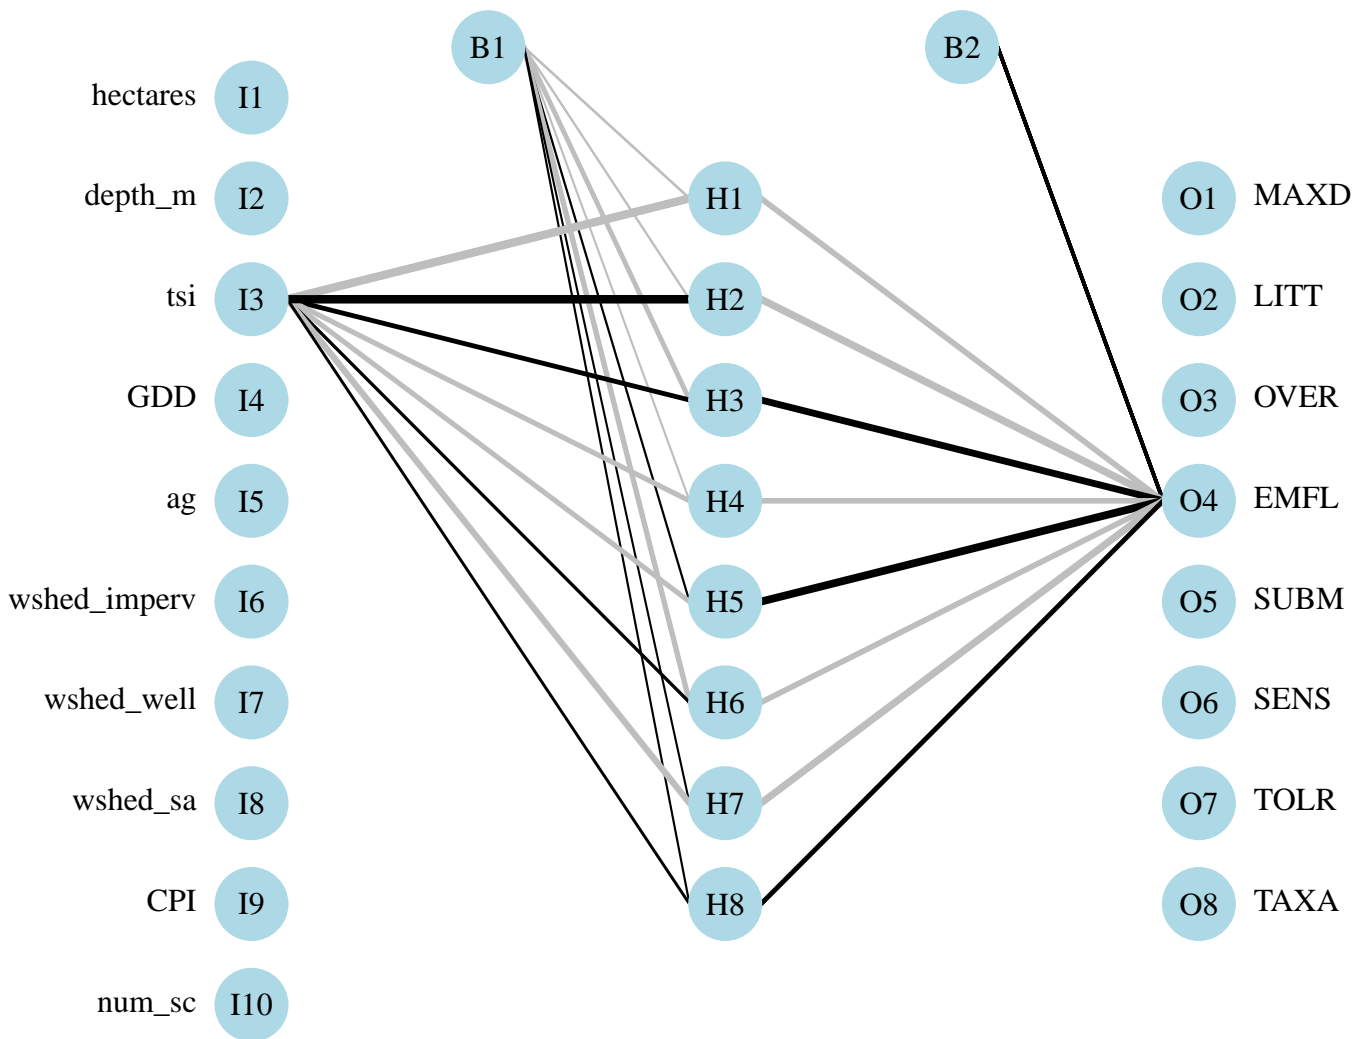 B1 B2
hectares I1
depth_m I2 H1 O1 MAXD
tsi I3 H2 O2 LITT
GDD I4 H3 O3 OVER
ag I5 H4 O4 EMFL
wshed_imperv I6 H5 O5 SUBM
wshed_well I7 H6 O6 SENS
wshed_sa I8 H7 O7 TOLR
CPI I9 H8 O8 TAXA
num_sc I10